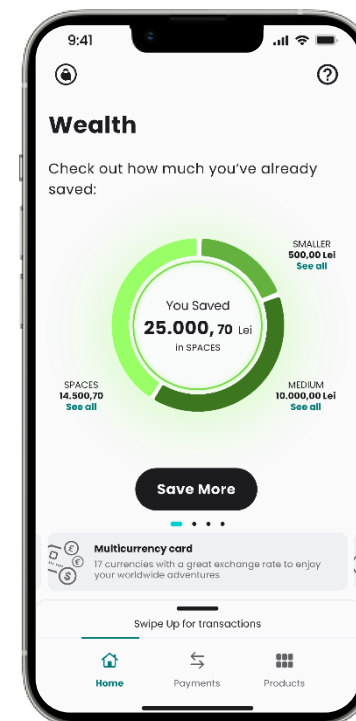 9:41
Wealth
Check out how much you've already
saved:
SMALLER
500,00 Lei
See all
You Saved
25.000, 70 Lei
in SPACES
SPACES
14.500,70
See all
MEDIUM
10.000,00 Lei
See all
Save More
Multicurrency card
17 currencies with a great exchange rate to enjoy
your worldwide adventures
£
€
$
Swipe Up for transactions
Home
Payments
Products